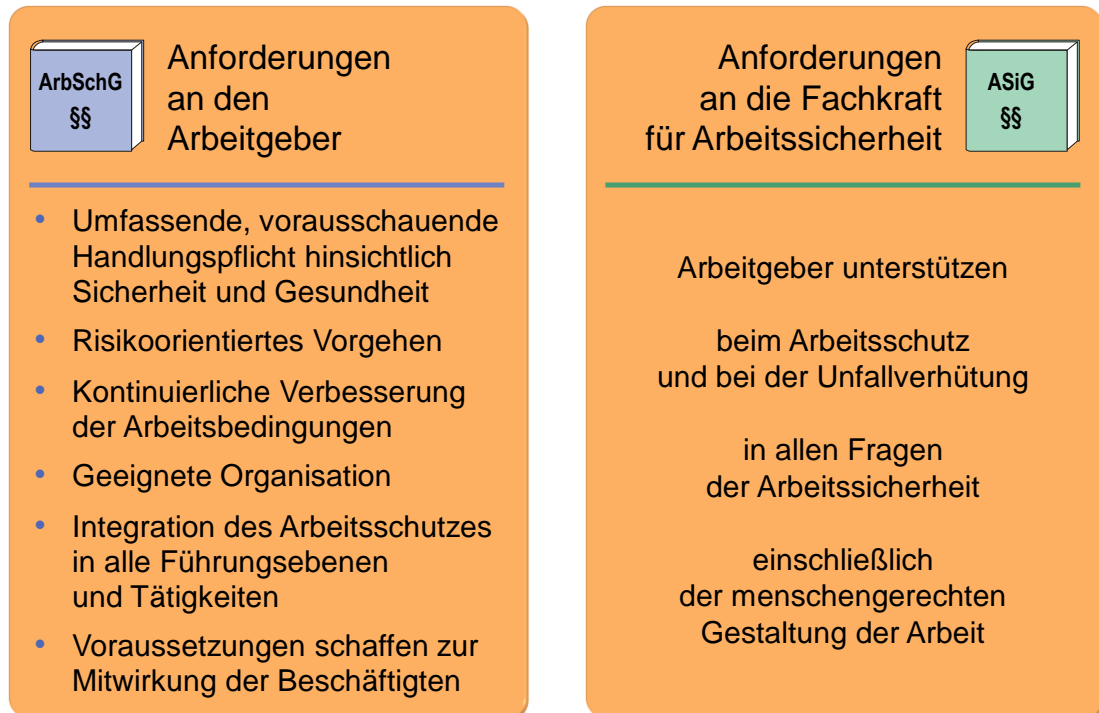 ArbSchG
§§
Anforderungen
an den
Arbeitgeber
• Umfassende, vorausschauende
Handlungspflicht hinsichtlich
Sicherheit und Gesundheit
• Risikoorientiertes Vorgehen
• Kontinuierliche Verbesserung
der Arbeitsbedingungen
• Geeignete Organisation
• Integration des Arbeitsschutzes
in alle Führungsebenen
und Tätigkeiten
• Voraussetzungen schaffen zur
Mitwirkung der Beschäftigten
Anforderungen
an die Fachkraft
für Arbeitssicherheit
ASiG
§§
Arbeitgeber unterstützen
beim Arbeitsschutz
und bei der Unfallverhütung
in allen Fragen
der Arbeitssicherheit
einschließlich
der menschengerechten
Gestaltung der Arbeit